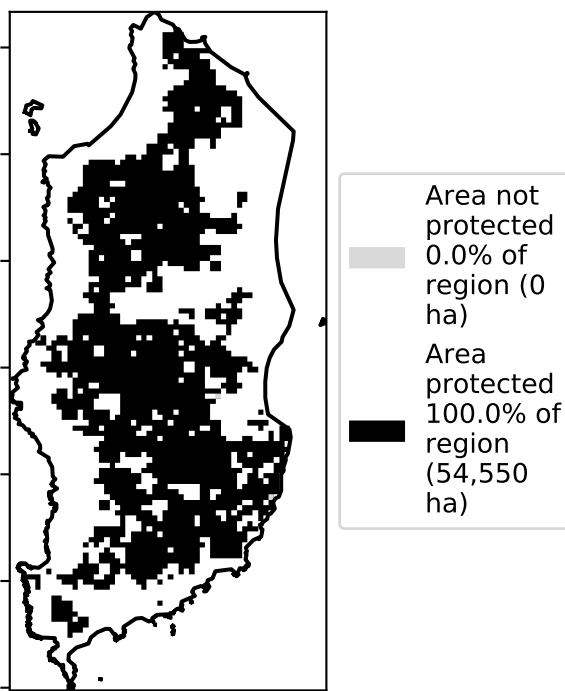 Area not
protected
0.0% of
region (0
ha)
Area
protected
100.0% of
region
(54,550
ha)